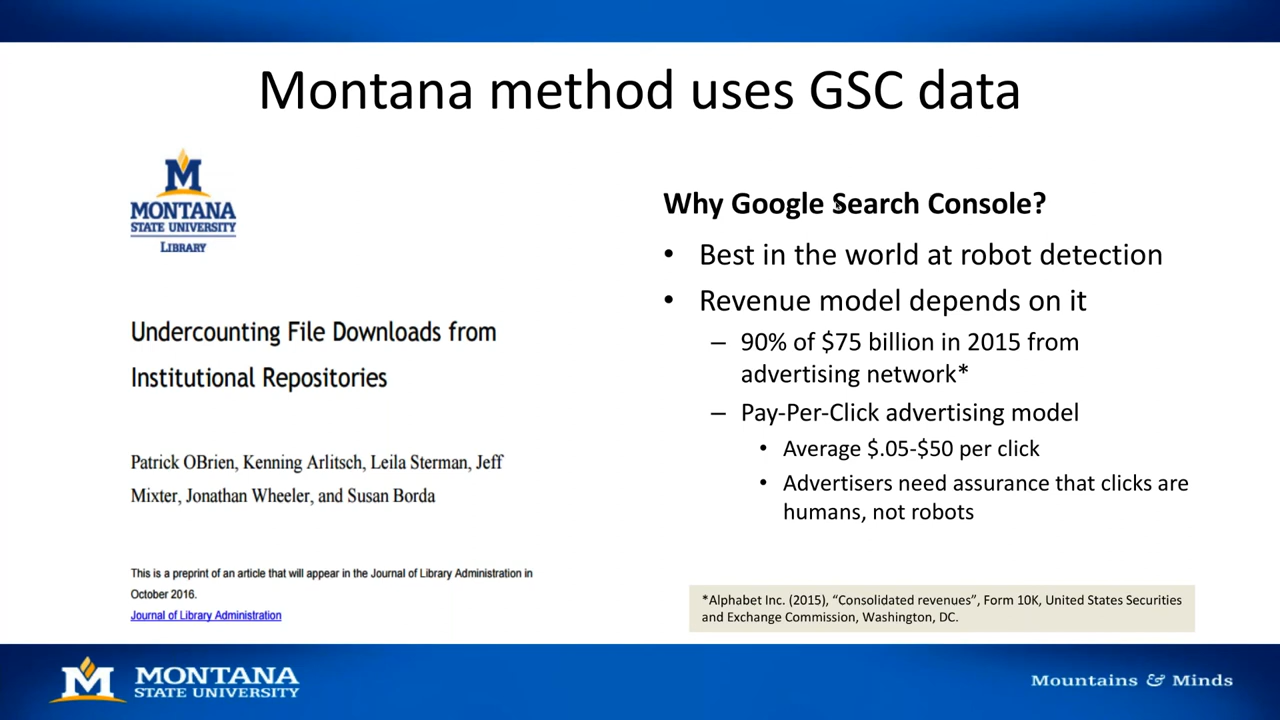 Montana method uses GSC data
M
MONTANA
STATE UNIVERSITY
LIBRARY
Undercounting File Downloads from
Institutional Repositories
Patrick OBrien, Kenning Arlitsch, Leila Sterman, Jeff
Mixter, Jonathan Wheeler, and Susan Borda
This is a preprint of an article that will appear in the Journal of Library Administration in
October 2016.
Journal of Library Administration
Why Google Search Console?
• Best in the world at robot detection
• Revenue model depends on it
– 90% of $75 billion in 2015 from
advertising network*
– Pay-Per-Click advertising model
• Average $.05-$50 per click
• Advertisers need assurance that clicks are
humans, not robots
*Alphabet Inc. (2015), “Consolidated revenues”, Form 10K, United States Securities
and Exchange Commission, Washington, DC.
M
MONTANA
STATE UNIVERSITY
Mountains & Minds